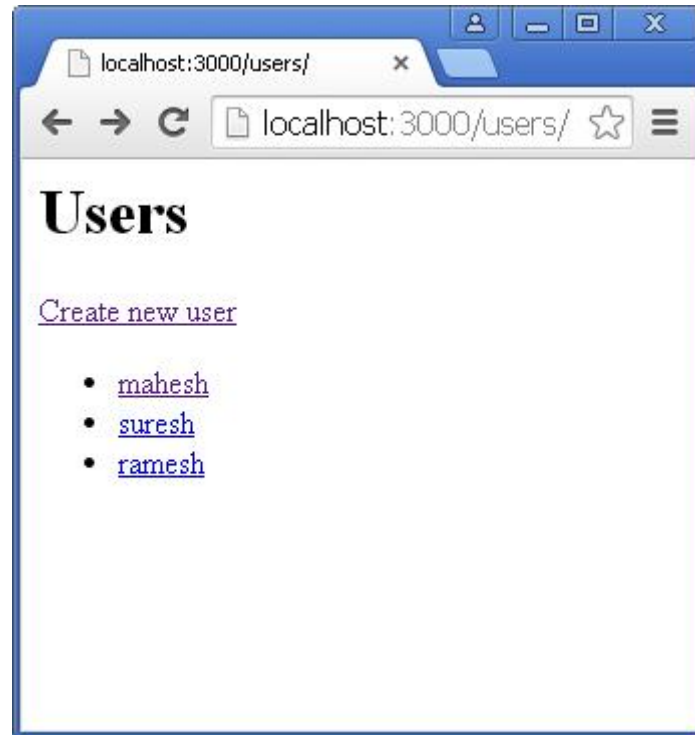 localhost:3000/users/
localhost:3000/users/
Users
Create new user
mahesh
suresh
ramesh